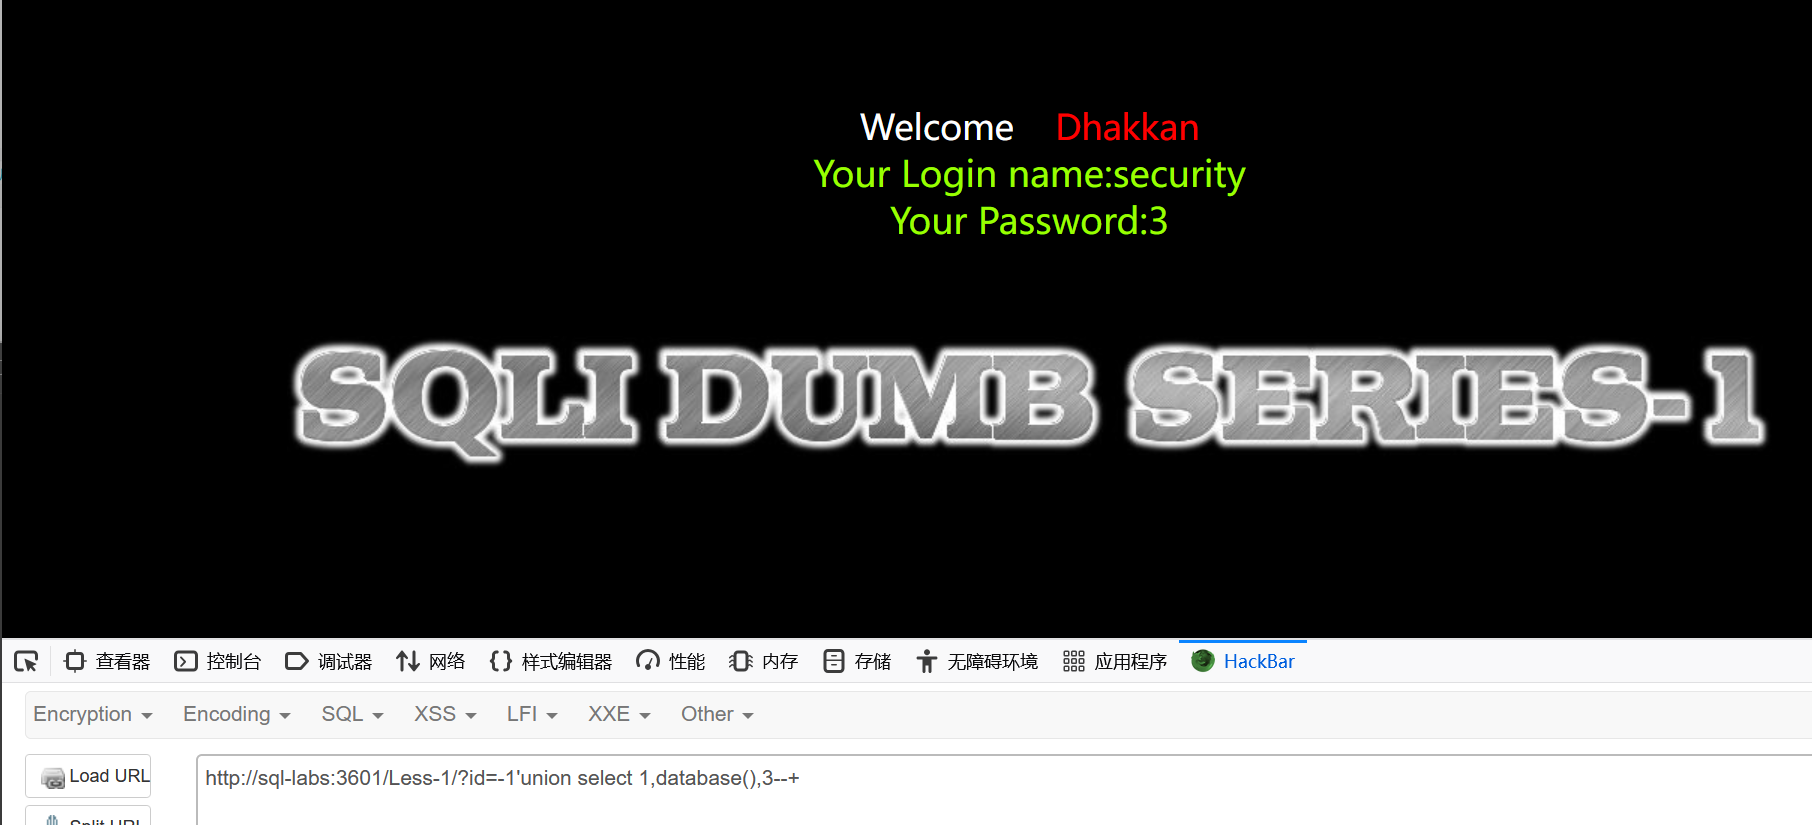 Welcome Dhakkan
Your Login name:security
Your Password:3
SQLI DUMB SERIES-1
查看器 控制台 调试器 网络 样式编辑器 性能 内存 存储 无障碍环境 应用程序 HackBar
Encryption Encoding SQL XSS LFI XXE Other
Load URL http://sql-labs:3601/Less-1/?id=-1'union select 1,database(),3--+
Split URL